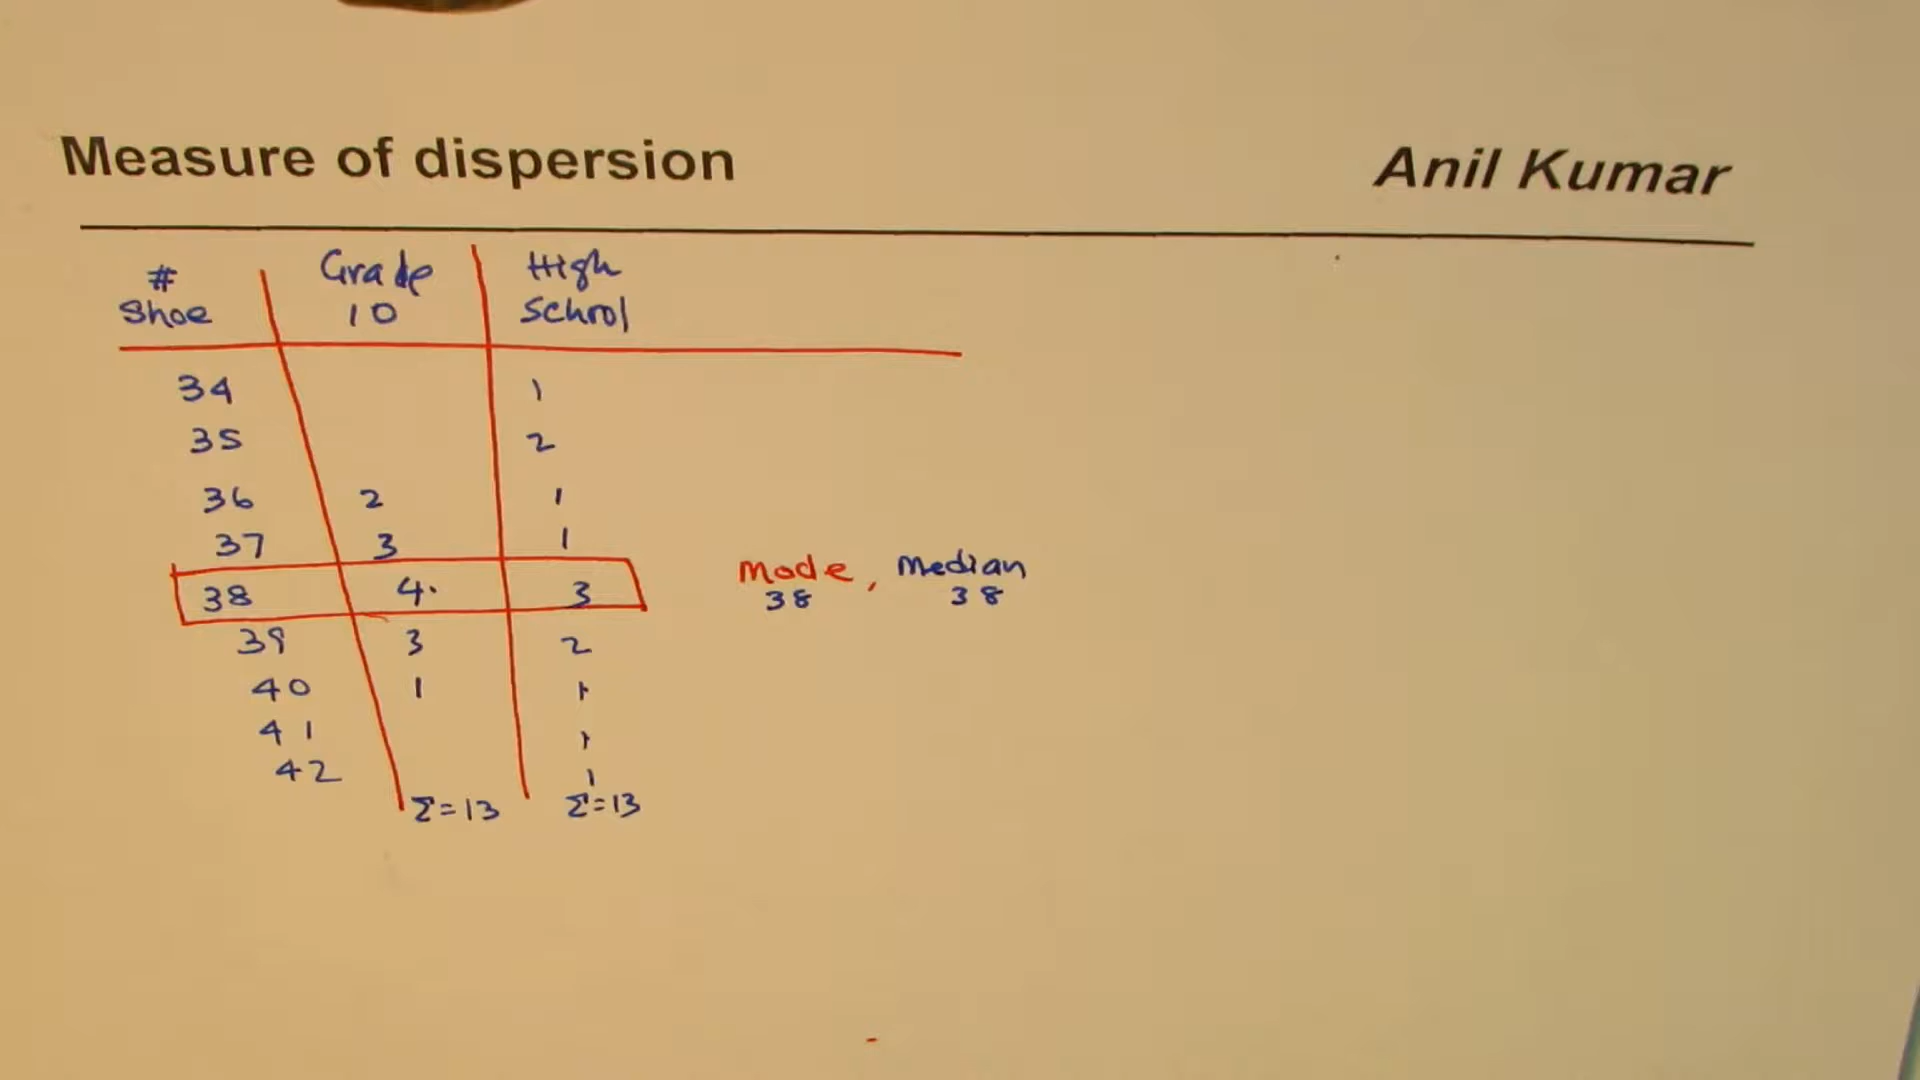 Measure of dispersion Anil Kumar
# Grade High
Shoe 10 School
34 1
35 2
36 2 1
37 3 1
38 4 3 Mode, Median
38 38
39 3 2
40 1 1
41 1
42 1
Σ=13 Σ=13